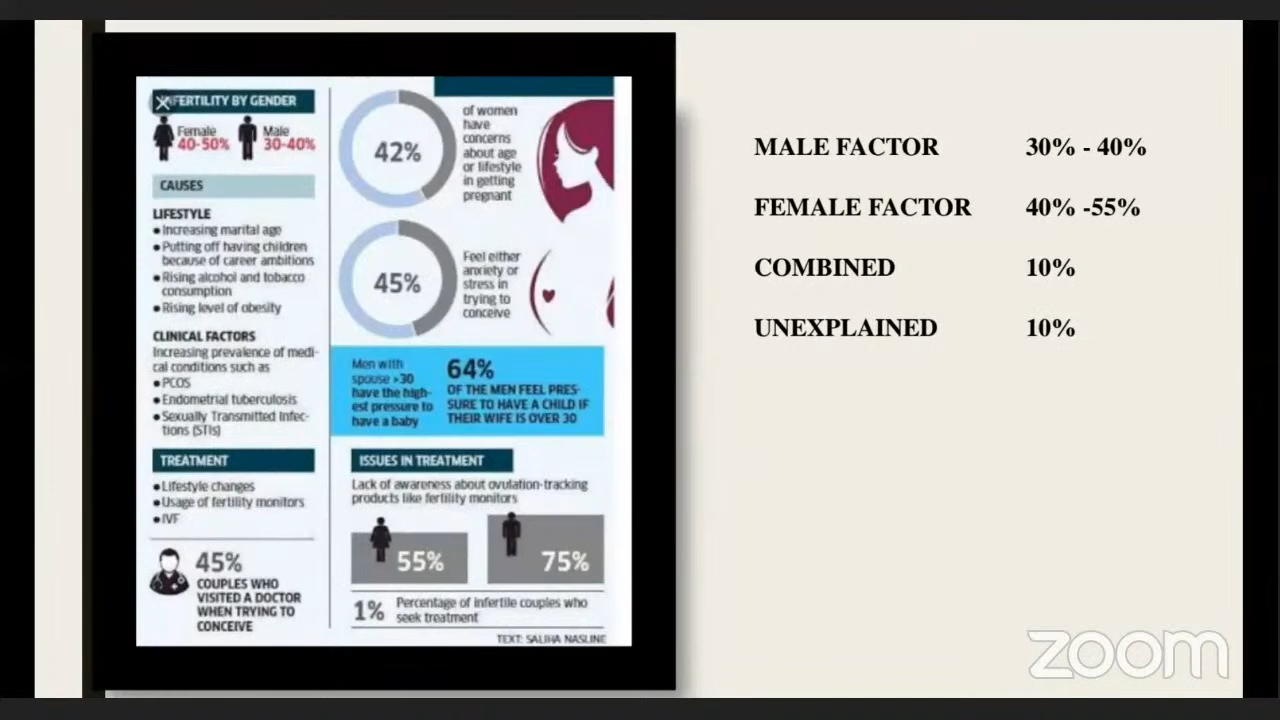 INFERTILITY BY GENDER
Female
40-50%
Male
30-40%
CAUSES
LIFESTYLE
● Increasing marital age
● Putting off having children
because of career ambitions
● Rising alcohol and tobacco
consumption
● Rising level of obesity
CLINICAL FACTORS
Increasing prevalence of medi-
cal conditions such as
● PCOS
● Endometrial tuberculosis
● Sexually Transmitted Infec-
tions (STIs)
TREATMENT
● Lifestyle changes
● Usage of fertility monitors
● IVF
45%
COUPLES WHO
VISITED A DOCTOR
WHEN TRYING TO
CONCEIVE
42%
of women
have
concerns
about age
or lifestyle
in getting
pregnant
45%
Feel either
anxiety or
stress in
trying to
conceive
Men with
spouse >30
have the high-
est pressure to
have a baby
64%
OF THE MEN FEEL PRES-
SURE TO HAVE A CHILD IF
THEIR WIFE IS OVER 30
ISSUES IN TREATMENT
Lack of awareness about ovulation-tracking
products like fertility monitors
55%
75%
1%
Percentage of infertile couples who
seek treatment
TEXT: SALIHA NASLINE
MALE FACTOR 30% - 40%
FEMALE FACTOR 40% -55%
COMBINED 10%
UNEXPLAINED 10%
zoom